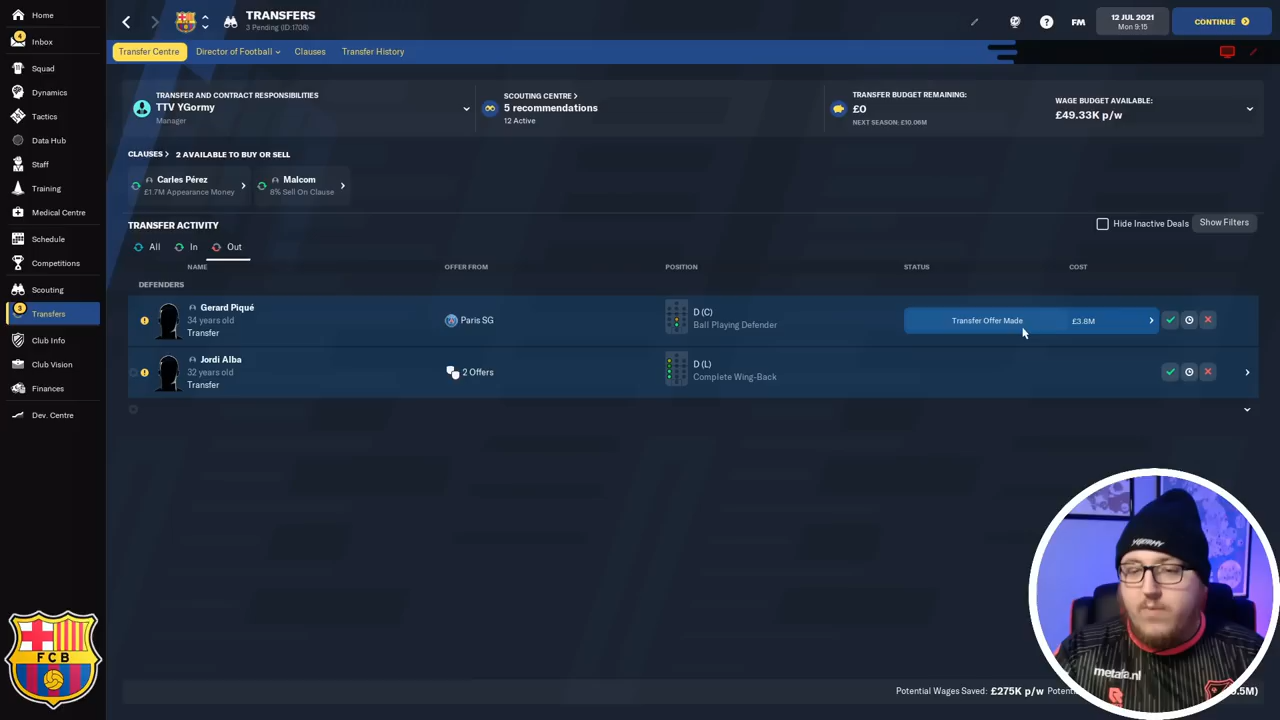 Home
TRANSFERS
3 Pending (ID:1708)
FM
12 JUL 2021
Mon 9:15
CONTINUE
4
Inbox
Transfer Centre
Director of Football
Clauses
Transfer History
Squad
Dynamics
Tactics
Data Hub
Staff
Training
Medical Centre
Schedule
Competitions
Scouting
3
Transfers
Club Info
Club Vision
Finances
Dev. Centre
TRANSFER AND CONTRACT RESPONSIBILITIES
TTV YGormy
Manager
SCOUTING CENTRE >
5 recommendations
12 Active
TRANSFER BUDGET REMAINING:
£0
NEXT SEASON: £10.06M
WAGE BUDGET AVAILABLE:
£49.33K p/w
CLAUSES > 2 AVAILABLE TO BUY OR SELL
Carles Pérez
£1.7M Appearance Money
Malcom
8% Sell On Clause
TRANSFER ACTIVITY
Hide Inactive Deals
Show Filters
All
In
Out
NAME
OFFER FROM
POSITION
STATUS
COST
DEFENDERS
Gerard Piqué
34 years old
Transfer
Paris SG
D (C)
Ball Playing Defender
Transfer Offer Made
£3.8M
Jordi Alba
32 years old
Transfer
2 Offers
D (L)
Complete Wing-Back
FCB
YGORMY
metafa.nl
Potential Wages Saved: £275K p/w